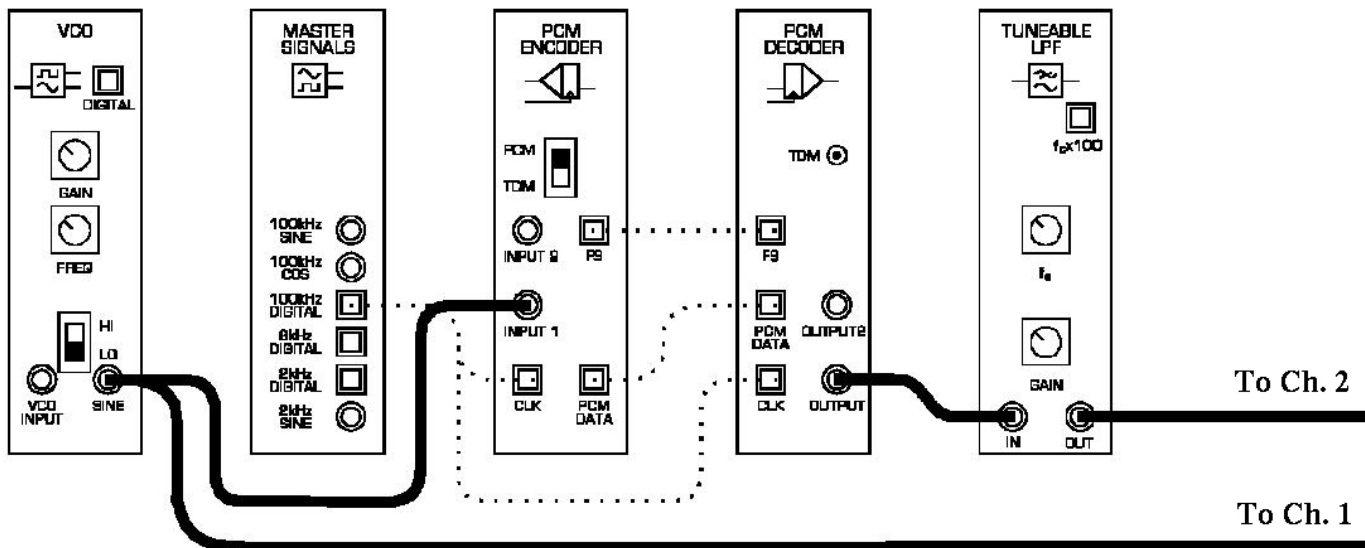 VCO
DIGITAL
GAIN
FREQ
HI
LO
VCO
INPUT
SINE
MASTER
SIGNALS
100kHz
SINE
100kHz
COS
100kHz
DIGITAL
8kHz
DIGITAL
2kHz
DIGITAL
2kHz
SINE
PCM
ENCODER
PCM
TDM
INPUT 2
FS
INPUT 1
CLK
PCM
DATA
PCM
DECODER
TDM
FS
PCM
DATA
OUTPUT2
CLK
OUTPUT
TUNEABLE
LPF
fcx100
fc
GAIN
IN
OUT
To Ch. 2
To Ch. 1